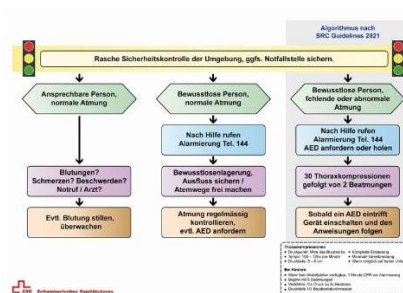 Algorithmus nach
SRC Guidelines 2021
Rasche Sicherheitskontrolle der Umgebung, ggfs. Notfallstelle sichern.
Ansprechbare Person,
normale Atmung
Bewusstlose Person,
normale Atmung
Bewusstlose Person,
fehlende oder abnormale
Atmung
Nach Hilfe rufen
Alarmierung Tel. 144
Nach Hilfe rufen
Alarmierung Tel. 144
AED anfordern oder holen
Blutungen?
Schmerzen? Beschwerden?
Notruf / Arzt?
Bewusstlosenlagerung,
Ausfluss sichern /
Atemwege frei machen
30 Thoraxkompressionen
gefolgt von 2 Beatmungen
Evtl. Blutung stillen,
überwachen
Atmung regelmässig
kontrollieren,
evtl. AED anfordern
Sobald ein AED eintrifft
Gerät einschalten und den
Anweisungen folgen
Thoraxkompressionen